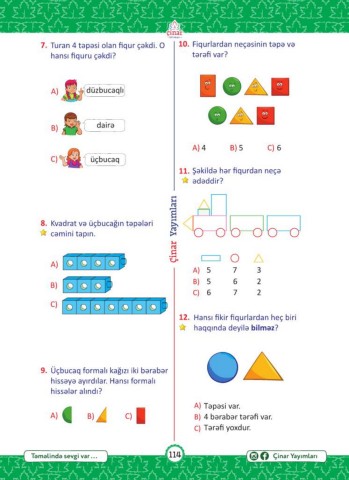 çinar
7. Turan 4 təpəsi olan fiqur çəkdi. O
hansı fiquru çəkdi?
A) düzbucaqlı
B) dairə
C) üçbucaq
8. Kvadrat və üçbucağın təpələri
cəmini tapın.
A)
B)
C)
9. Üçbucaq formalı kağızı iki bərabər
hissəyə ayırdılar. Hansı formalı
hissələr alındı?
A) B) C)
Çinar Yayımları
10. Fiqurlardan neçəsinin təpə və
tərəfi var?
A) 4 B) 5 C) 6
11. Şəkildə hər fiqurdan neçə
ədəddir?
A) 5 7 3
B) 5 6 2
C) 6 7 2
12. Hansı fikir fiqurlardan heç biri
haqqında deyilə bilməz?
A) Təpəsi var.
B) 4 bərabər tərəfi var.
C) Tərəfi yoxdur.
Təməlində sevgi var ...
114
Çinar Yayımları